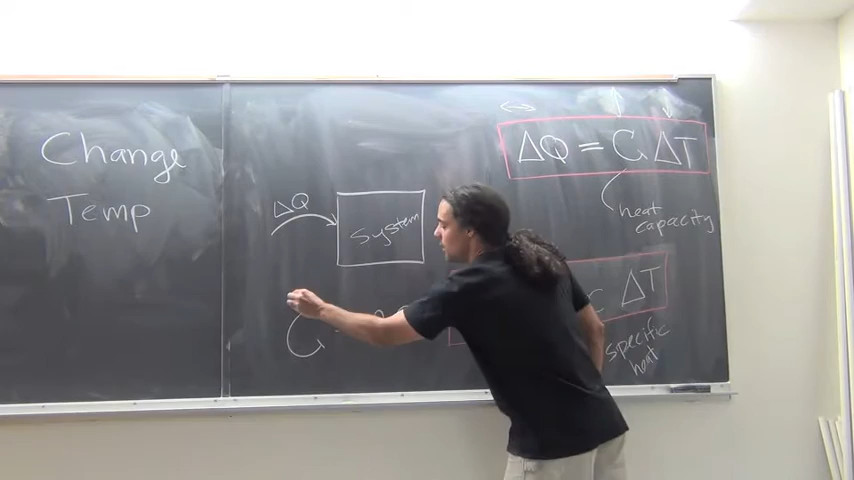 Change
Temp
ΔQ
System
ΔQ = C ΔT
heat
capacity
C
c ΔT
specific
heat